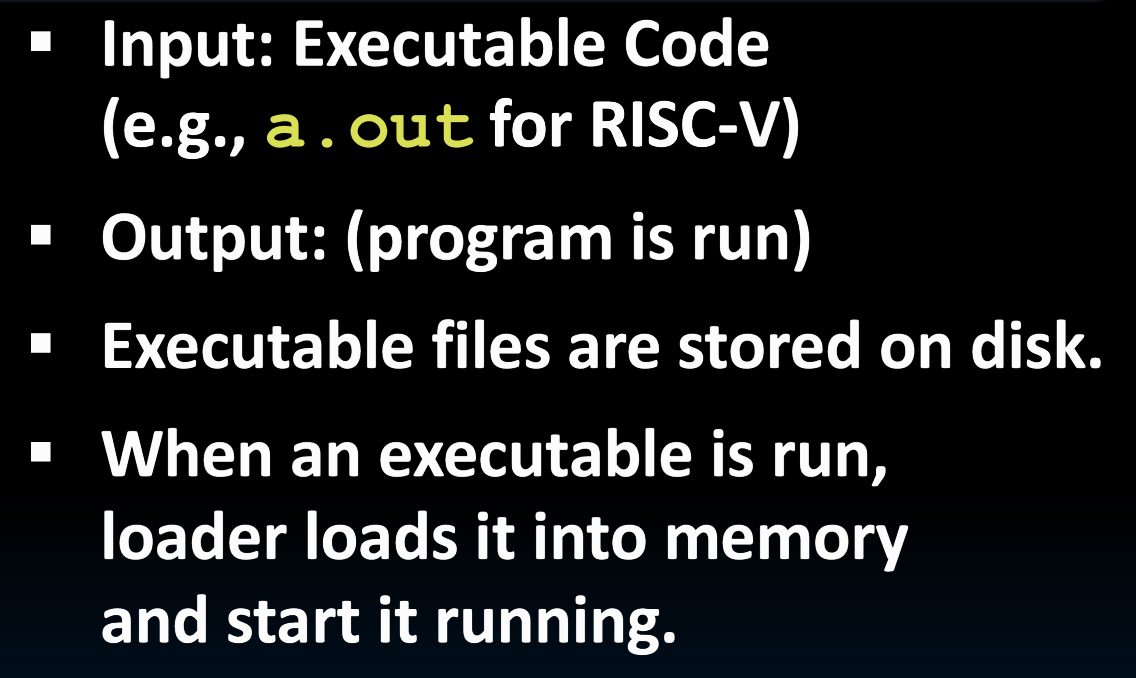 ▪ Input: Executable Code
(e.g., a.out for RISC-V)
▪ Output: (program is run)
▪ Executable files are stored on disk.
▪ When an executable is run,
loader loads it into memory
and start it running.